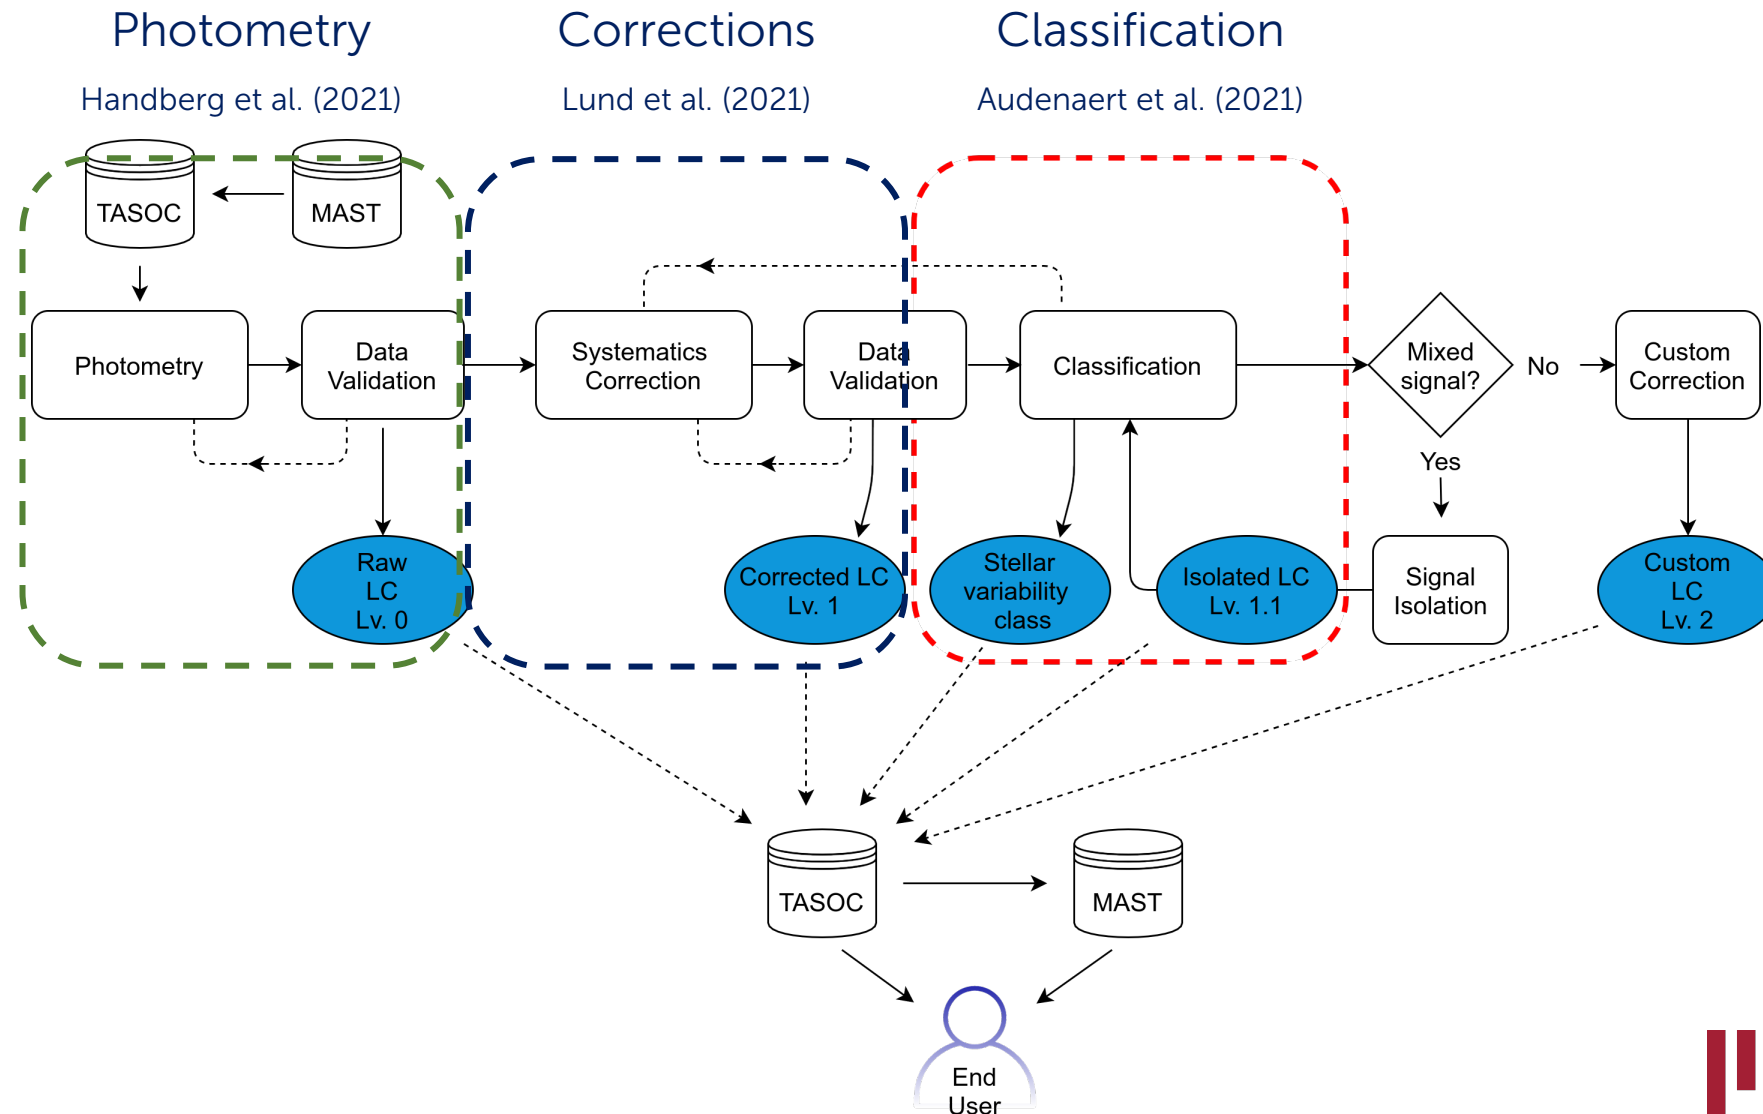 Photometry
Corrections
Classification
Handberg et al. (2021)
Lund et al. (2021)
Audenaert et al. (2021)
TASOC
MAST
Photometry
Data
Validation
Systematics
Correction
Data
Validation
Classification
Mixed
signal?
No
Custom
Correction
Yes
Raw
LC
Lv. 0
Corrected LC
Lv. 1
Stellar
variability
class
Isolated LC
Lv. 1.1
Signal
Isolation
Custom
LC
Lv. 2
TASOC
MAST
End
User